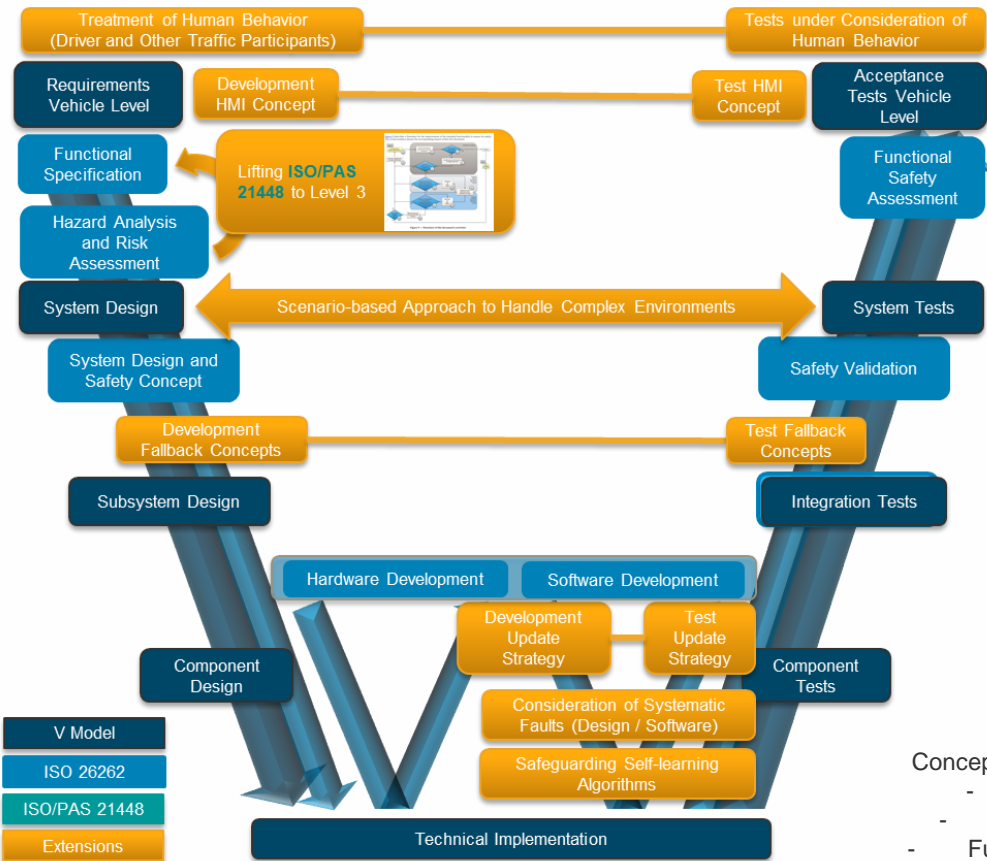 Treatment of Human Behavior
(Driver and Other Traffic Participants)
Tests under Consideration of
Human Behavior
Requirements
Vehicle Level
Development
HMI Concept
Test HMI
Concept
Acceptance
Tests Vehicle
Level
Functional
Specification
Lifting ISO/PAS
21448 to Level 3
Functional
Safety
Assessment
Hazard Analysis
and Risk
Assessment
System Design
Scenario-based Approach to Handle Complex Environments
System Tests
System Design and
Safety Concept
Safety Validation
Development
Fallback Concepts
Test Fallback
Concepts
Subsystem Design
Integration Tests
Hardware Development
Software Development
Development
Update
Strategy
Test
Update
Strategy
Component
Design
Component
Tests
Consideration of Systematic
Faults (Design / Software)
Safeguarding Self-learning
Algorithms
V Model
ISO 26262
ISO/PAS 21448
Extensions
Technical Implementation
Concep
-
-
- Fu